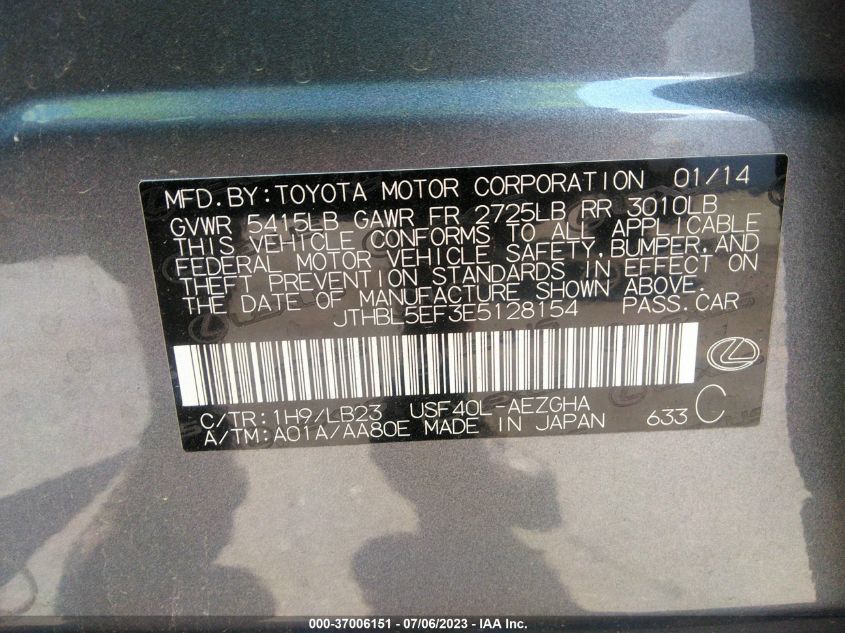 MFD.BY:TOYOTA MOTOR CORPORATION 01/14
GVWR 5415LB GAWR FR 2725LB RR 3010LB
THIS VEHICLE CONFORMS TO ALL APPLICABLE
FEDERAL MOTOR VEHICLE SAFETY,BUMPER,AND
THEFT PREVENTION STANDARDS IN EFFECT ON
THE DATE OF MANUFACTURE SHOWN ABOVE.
JTHBL5EF3E5128154 PASS.CAR
C/TR:1H9/LB23 USF40L-AEZGHA
A/TM:A01A/AA80E MADE IN JAPAN 633 C
000-37006151 - 07/06/2023 - IAA Inc.